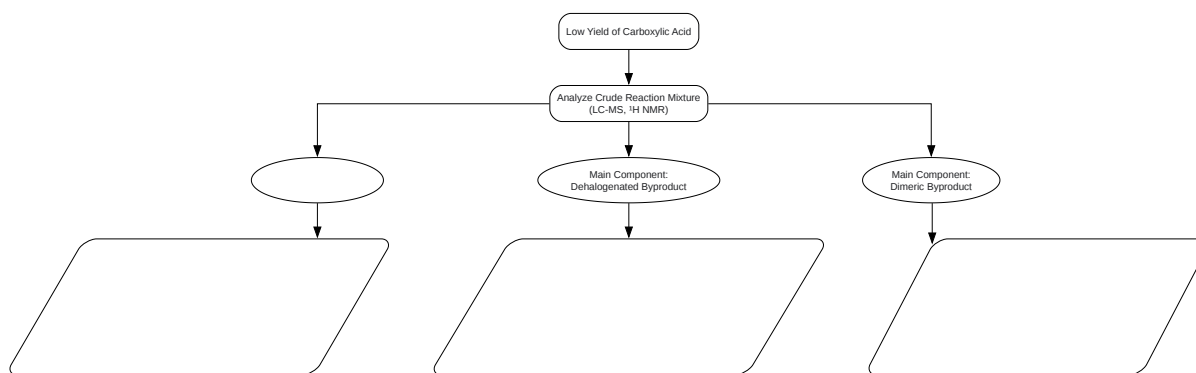 Low Yield of Carboxylic Acid
Analyze Crude Reaction Mixture
(LC-MS, ¹H NMR)
Main Component:
Dehalogenated Byproduct
Main Component:
Dimeric Byproduct